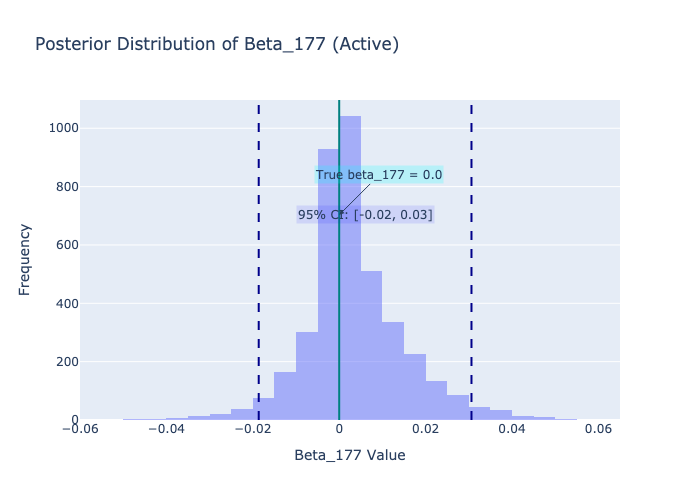 Posterior Distribution of Beta_177 (Active)
1000
True beta_177 = 0.0
800
95% CI: [-0.02, 0.03]
600
400
200
0
−0.06 −0.04 −0.02 0 0.02 0.04 0.06
Frequency
Beta_177 Value